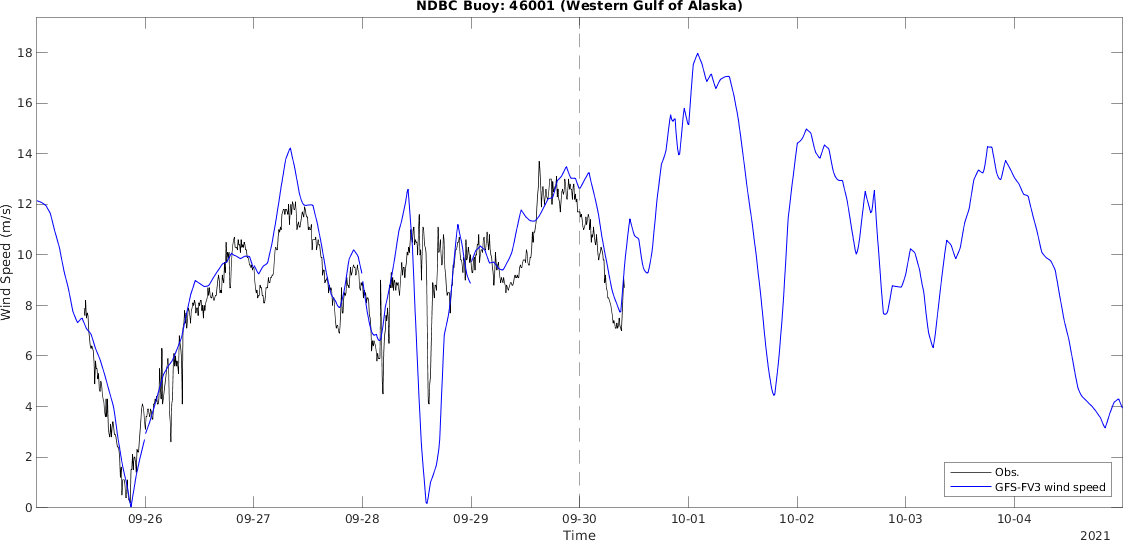 NDBC Buoy: 46001 (Western Gulf of Alaska)
Wind Speed (m/s)
18
16
14
12
10
8
6
4
2
0
Obs.
GFS-FV3 wind speed
09-26 09-27 09-28 09-29 09-30 10-01 10-02 10-03 10-04
Time
2021